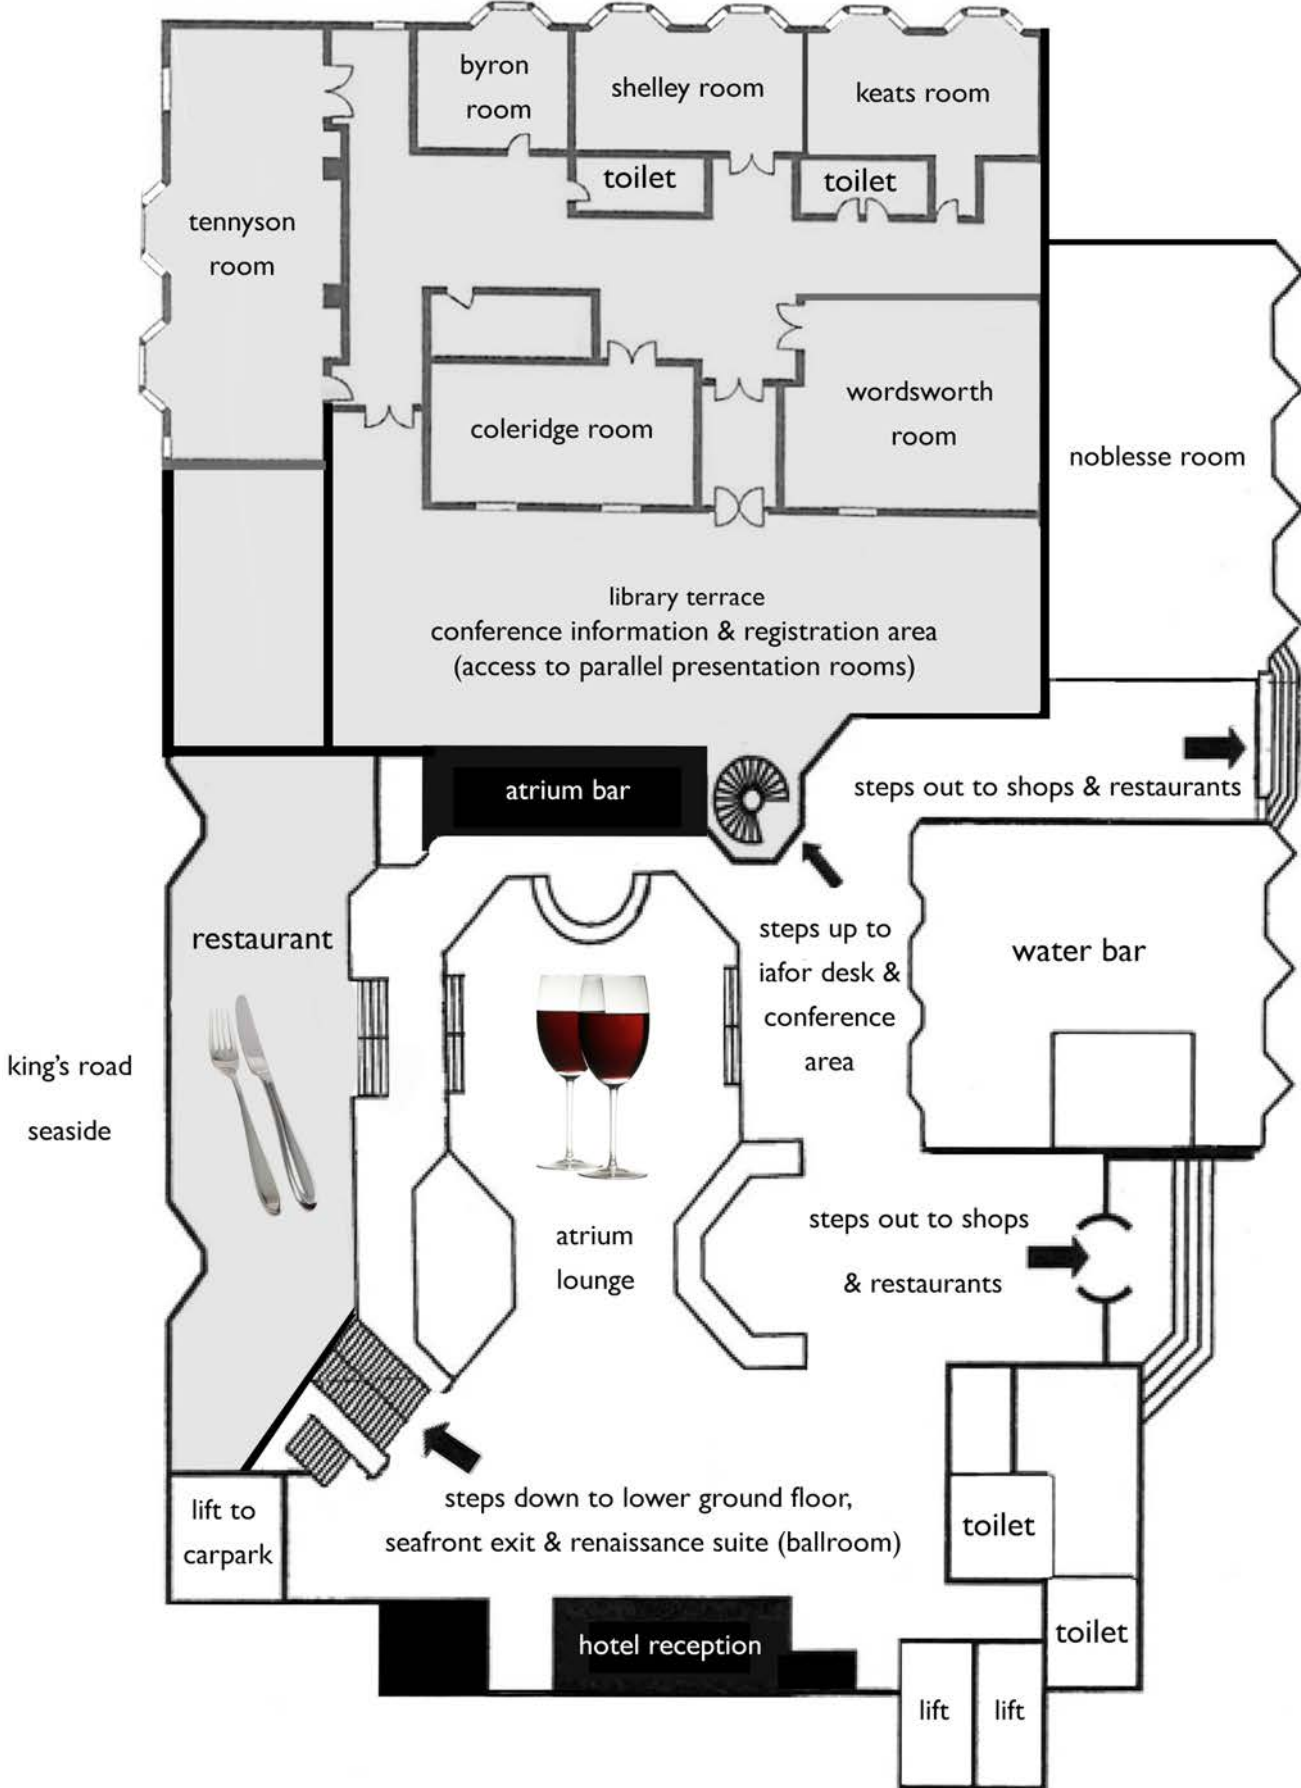 byron
room
shelley room
keats room
toilet
toilet
tennyson
room
coleridge room
wordsworth
room
noblesse room
library terrace
conference information & registration area
(access to parallel presentation rooms)
atrium bar
steps out to shops & restaurants
restaurant
steps up to
iafor desk &
conference
area
water bar
king's road
seaside
atrium
lounge
steps out to shops
& restaurants
steps down to lower ground floor,
seafront exit & renaissance suite (ballroom)
lift to
carpark
toilet
toilet
hotel reception
lift
lift